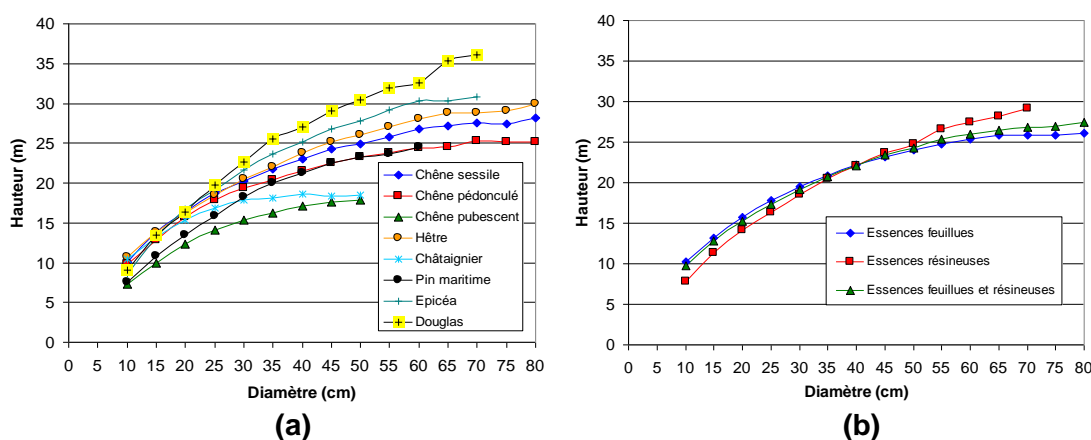 40
35
30
25
20
15
10
5
0
Hauteur (m)
0 5 10 15 20 25 30 35 40 45 50 55 60 65 70 75 80
Diamètre (cm)
Chêne sessile
Chêne pédonculé
Chêne pubescent
Hêtre
Châtaignier
Pin maritime
Epicéa
Douglas
(a)
40
35
30
25
20
15
10
5
0
Hauteur (m)
0 5 10 15 20 25 30 35 40 45 50 55 60 65 70 75 80
Diamètre (cm)
Essences feuillues
Essences résineuses
Essences feuillues et résineuses
(b)